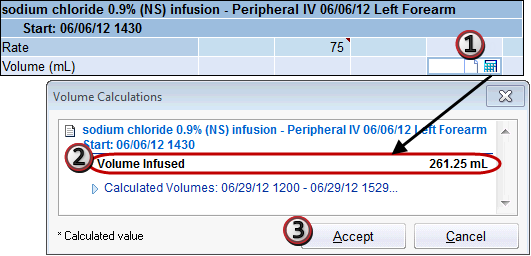 sodium chloride 0.9% (NS) infusion - Peripheral IV 06/06/12 Left Forearm
Start: 06/06/12 1430
Rate 75
Volume (mL)
1
Volume Calculations
sodium chloride 0.9% (NS) infusion - Peripheral IV 06/06/12 Left Forearm
Start: 06/06/12 1430
2
Volume Infused 261.25 mL
Calculated Volumes: 06/29/12 1200 - 06/29/12 1529...
* Calculated value
3
Accept Cancel